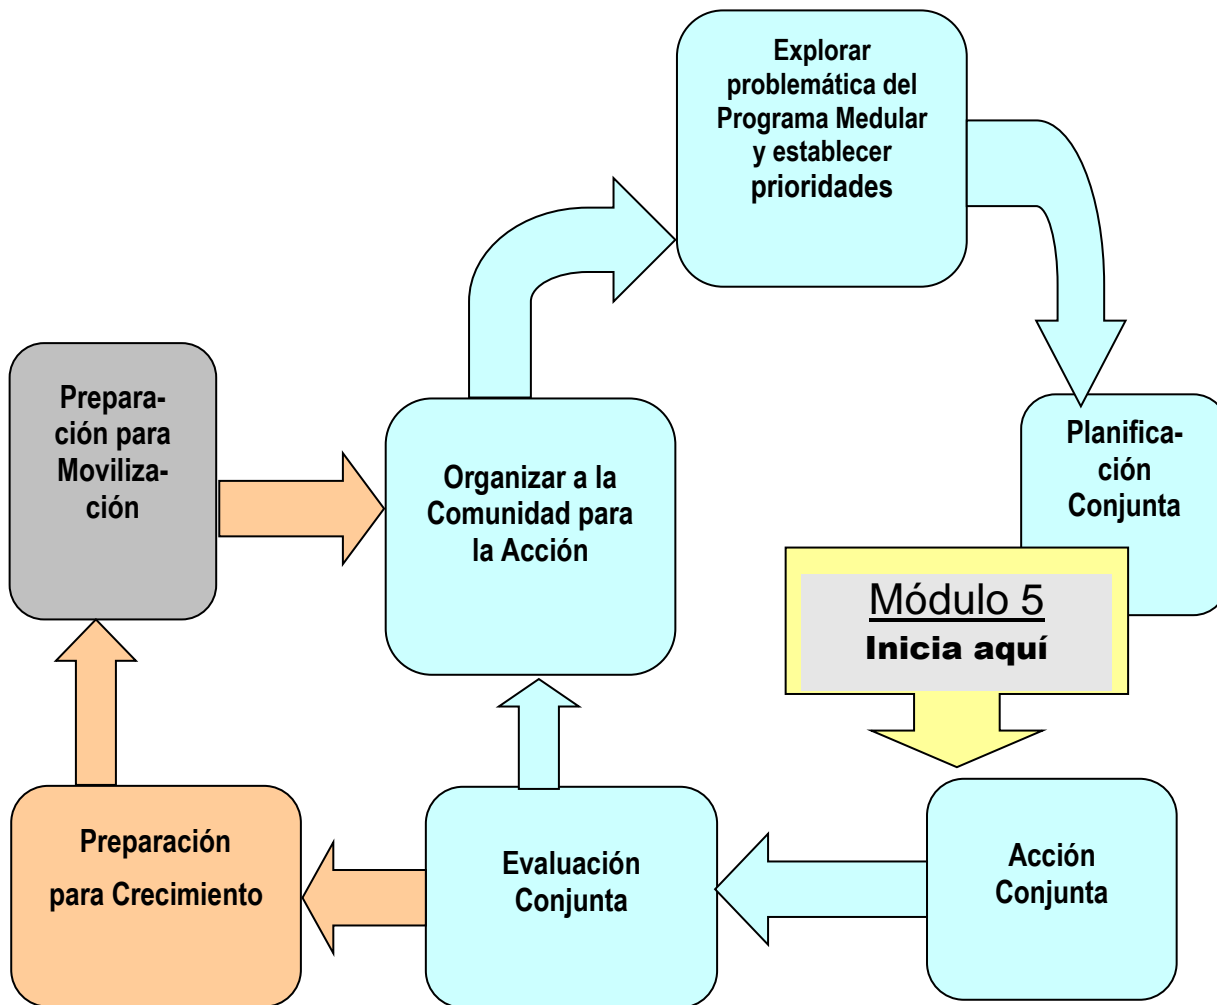 Explorar
problemática del
Programa Medular
y establecer
prioridades
Prepara-
ción para
Moviliza-
ción
Organizar a la
Comunidad para
la Acción
Planifica-
ción
Conjunta
Módulo 5
Inicia aquí
Preparación
para Crecimiento
Evaluación
Conjunta
Acción
Conjunta